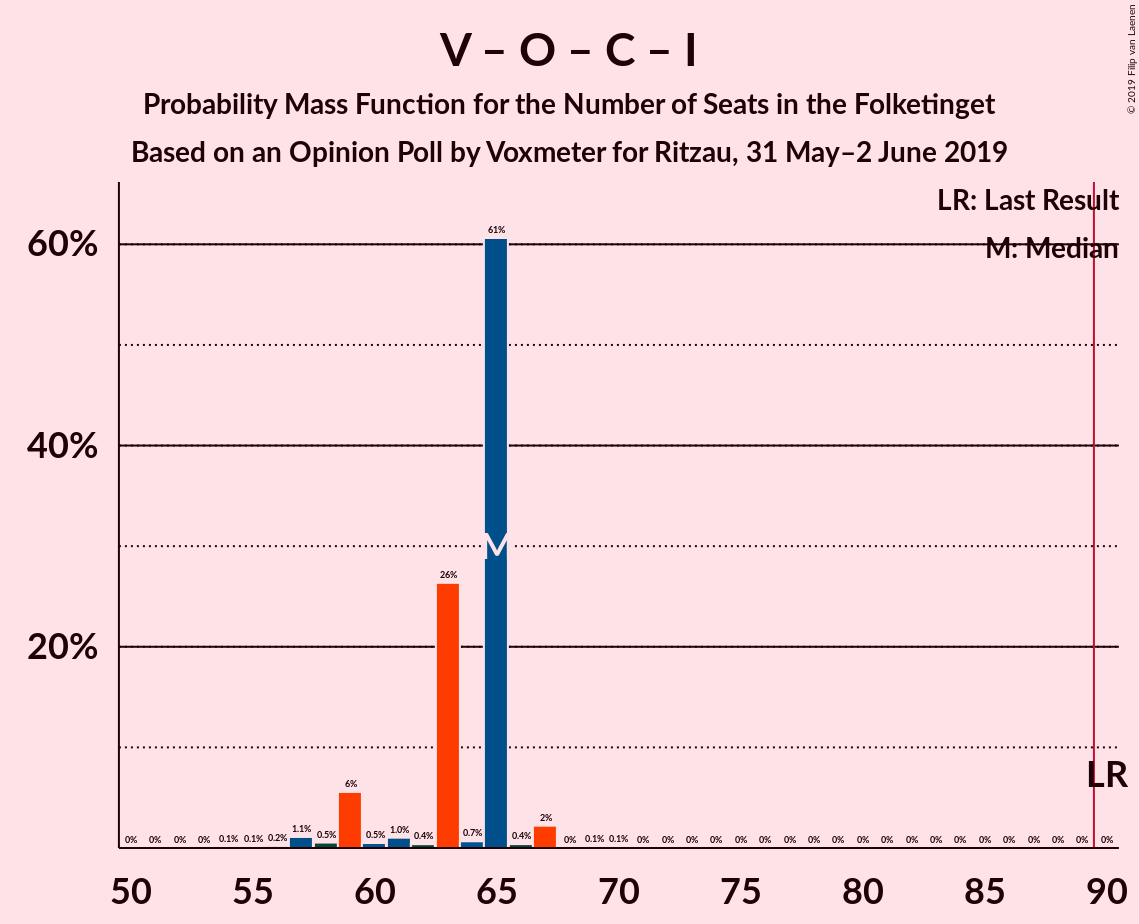 V – O – C – I
Probability Mass Function for the Number of Seats in the Folketinget
Based on an Opinion Poll by Voxmeter for Ritzau, 31 May–2 June 2019
© 2019 Filip van Laenen
LR: Last Result
M: Median
60%
40%
20%
0% 0% 0% 0% 0.1% 0.1% 0.2% 1.1% 0.5% 6% 0.5% 1.0% 0.4% 26% 0.7% 61% 0.4% 2% 0% 0.1% 0.1% 0% 0% 0% 0% 0% 0% 0% 0% 0% 0% 0% 0% 0% 0% 0% 0% 0% 0% 0% 0%
M
LR
50 55 60 65 70 75 80 85 90